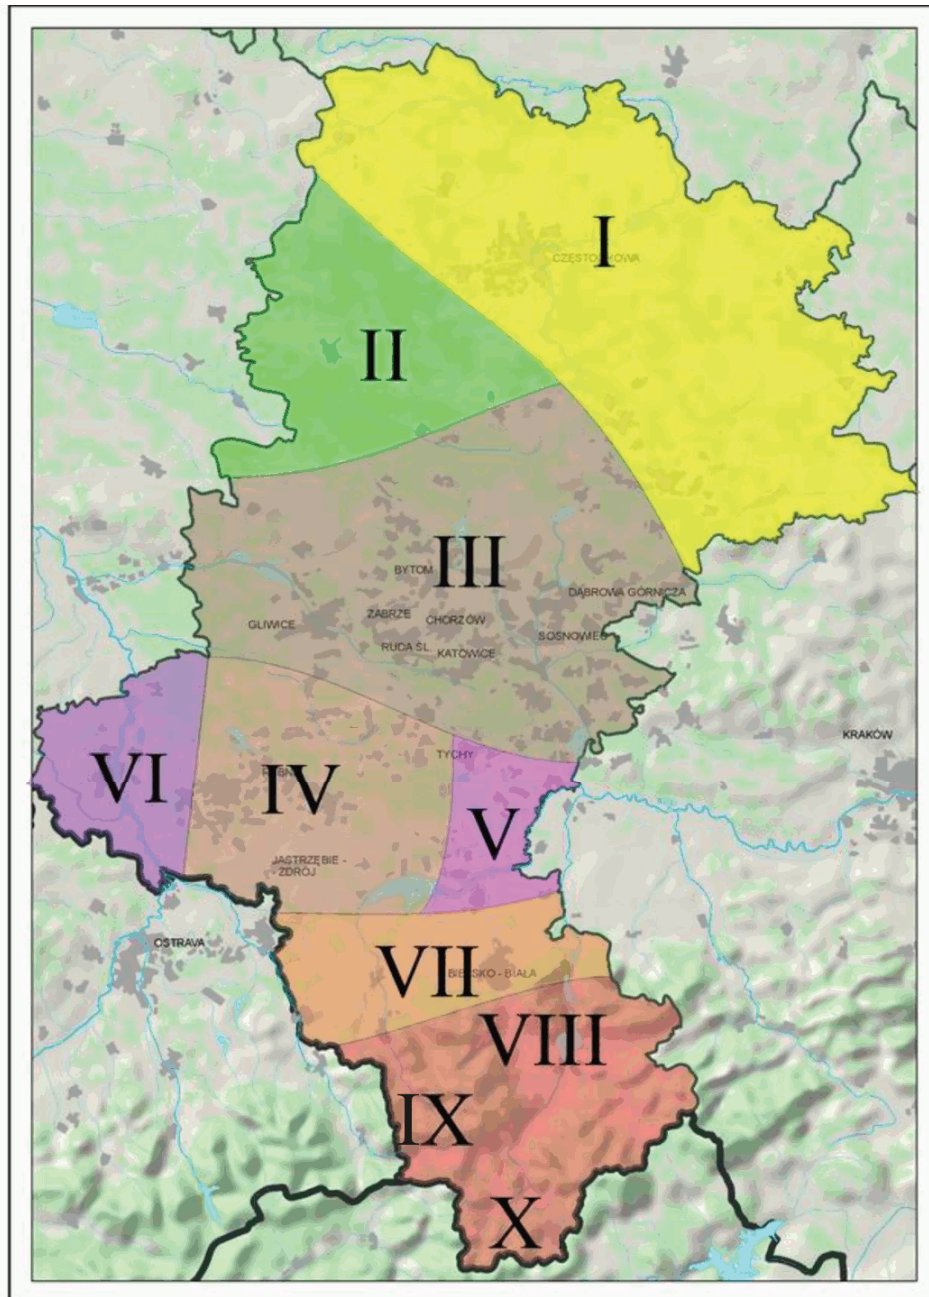 I
CZĘSTOCHOWA
II
III
BYTOM
DĄBROWA GÓRNICZA
ZABRZE
CHORZÓW
GLIWICE
SOSNOWIEC
RUDA ŚL.
KATOWICE
KRAKÓW
TYCHY
VI
IV
V
JASTRZĘBIE -
- ZDRÓJ
OSTRAVA
VII
BIELSKO - BIAŁA
VIII
IX
X